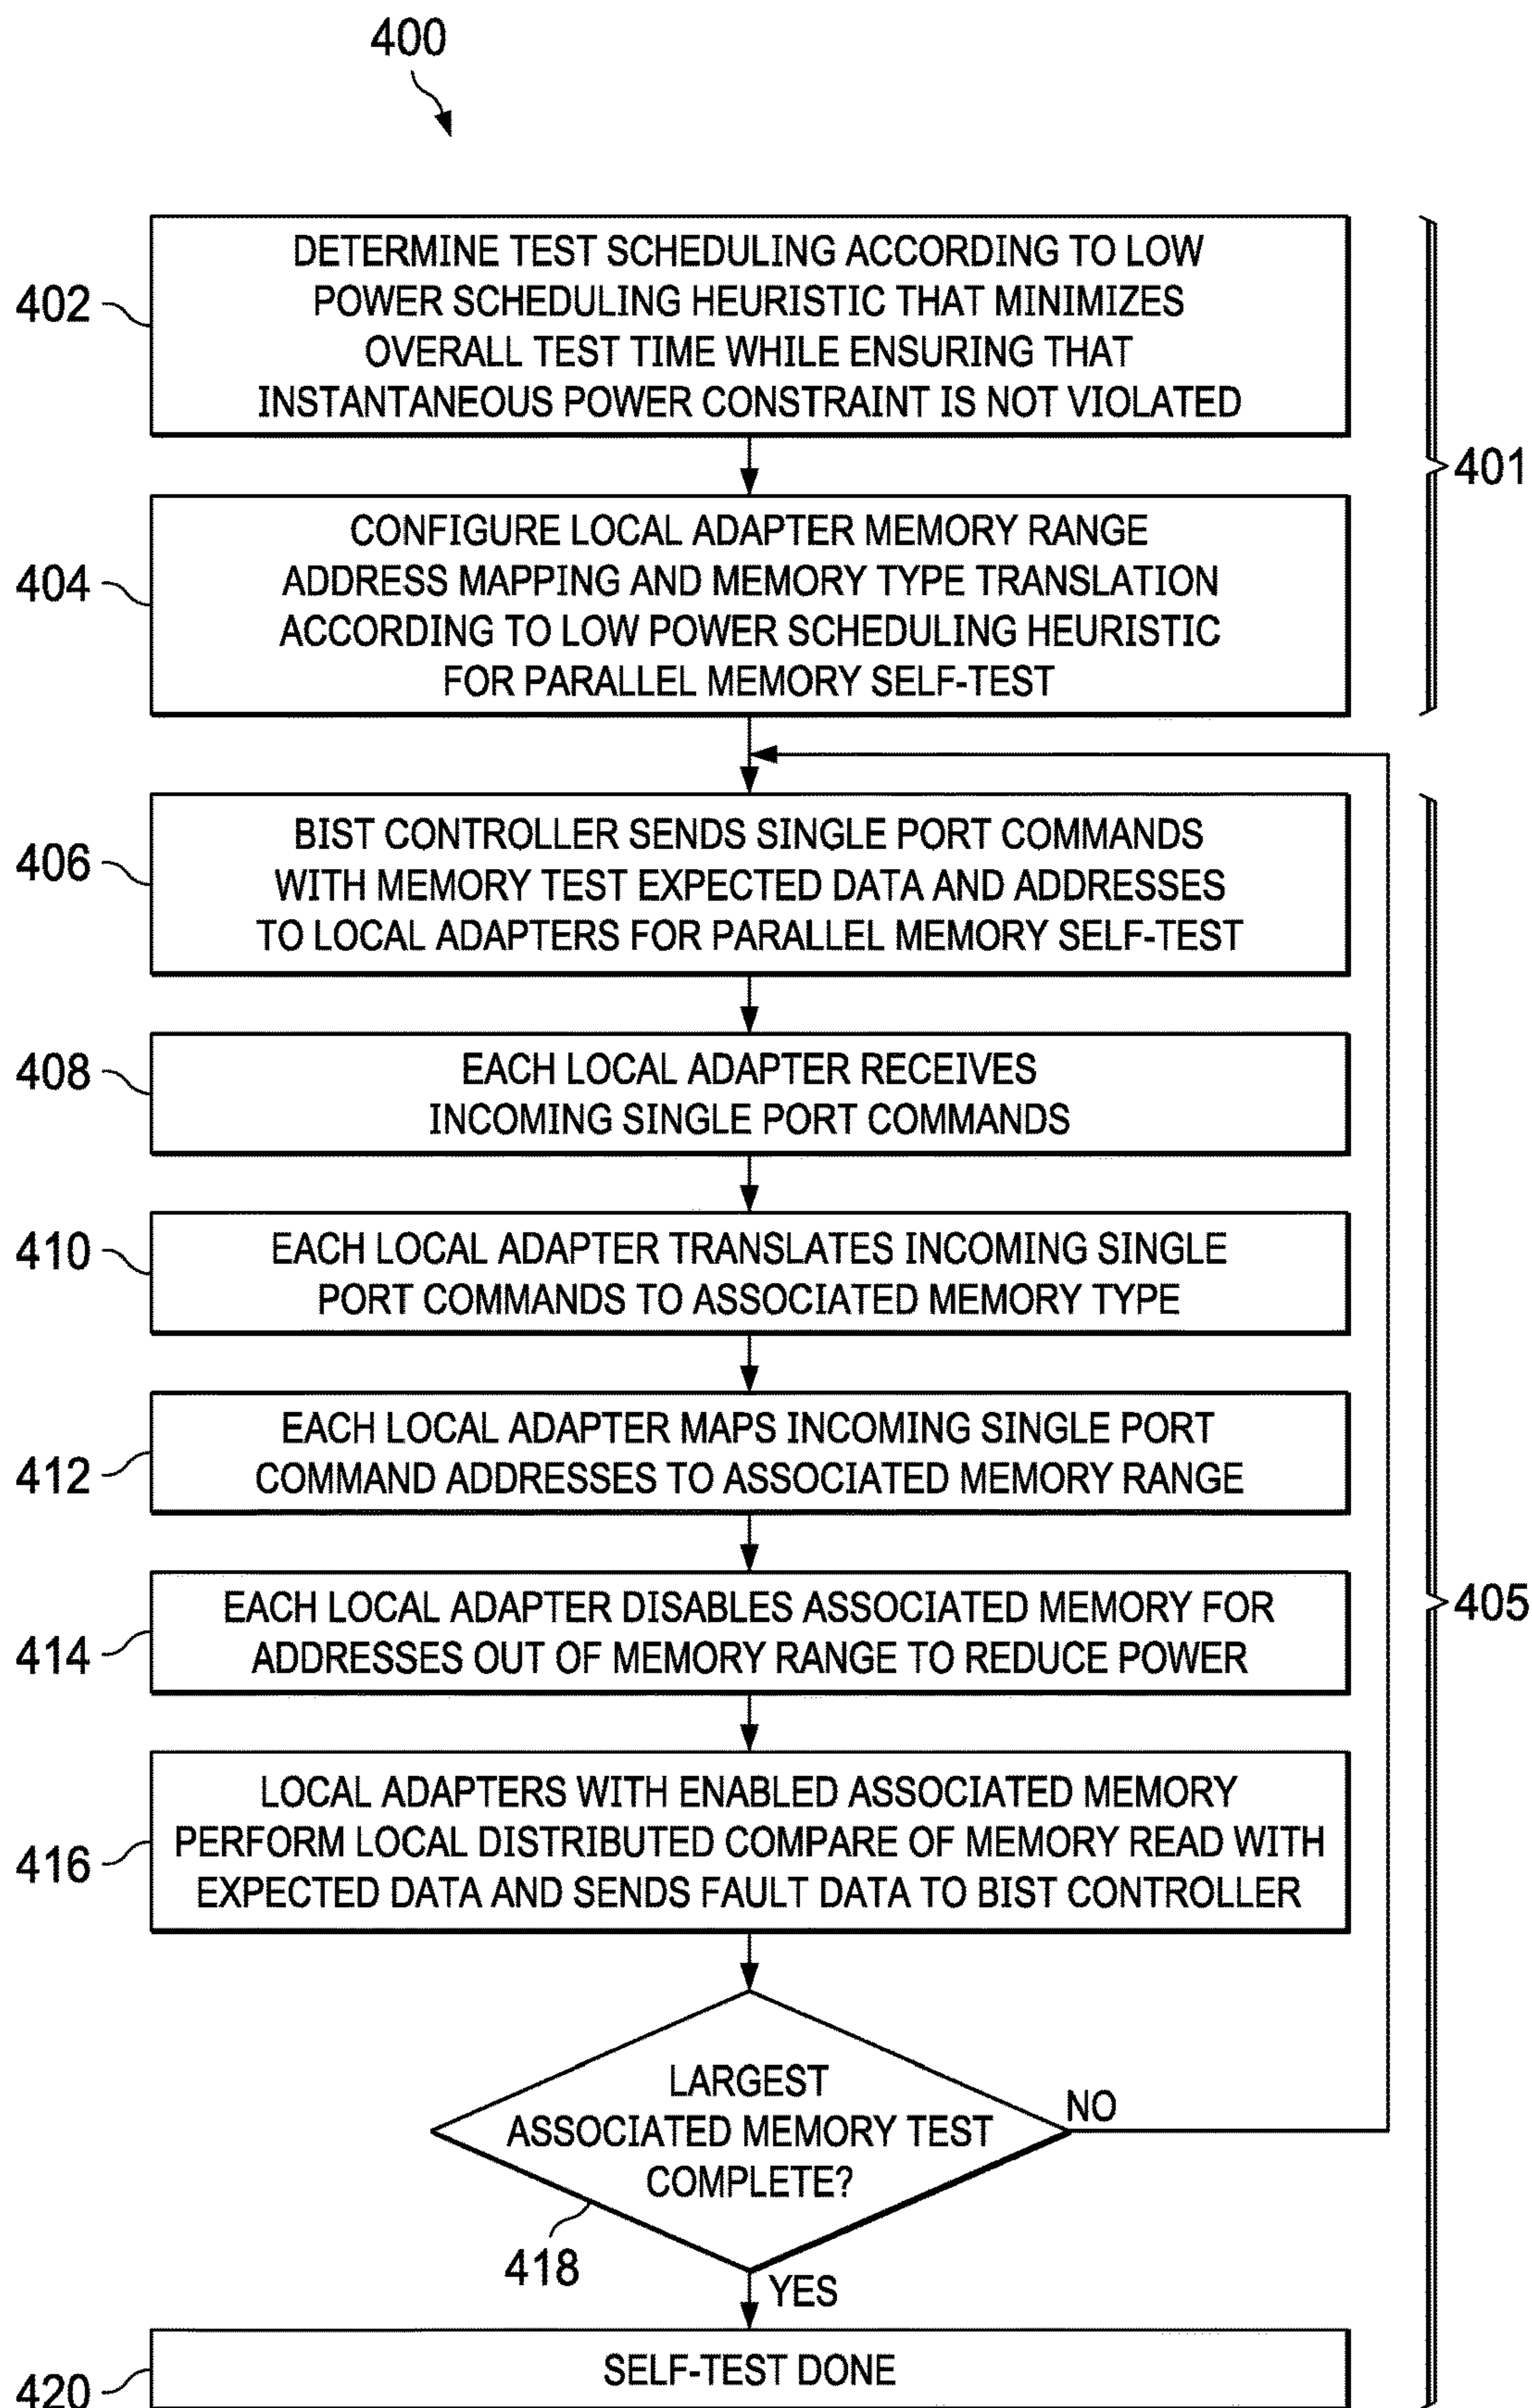 400
402
DETERMINE TEST SCHEDULING ACCORDING TO LOW
POWER SCHEDULING HEURISTIC THAT MINIMIZES
OVERALL TEST TIME WHILE ENSURING THAT
INSTANTANEOUS POWER CONSTRAINT IS NOT VIOLATED
401
404
CONFIGURE LOCAL ADAPTER MEMORY RANGE
ADDRESS MAPPING AND MEMORY TYPE TRANSLATION
ACCORDING TO LOW POWER SCHEDULING HEURISTIC
FOR PARALLEL MEMORY SELF-TEST
406
BIST CONTROLLER SENDS SINGLE PORT COMMANDS
WITH MEMORY TEST EXPECTED DATA AND ADDRESSES
TO LOCAL ADAPTERS FOR PARALLEL MEMORY SELF-TEST
408
EACH LOCAL ADAPTER RECEIVES
INCOMING SINGLE PORT COMMANDS
410
EACH LOCAL ADAPTER TRANSLATES INCOMING SINGLE
PORT COMMANDS TO ASSOCIATED MEMORY TYPE
412
EACH LOCAL ADAPTER MAPS INCOMING SINGLE PORT
COMMAND ADDRESSES TO ASSOCIATED MEMORY RANGE
414
EACH LOCAL ADAPTER DISABLES ASSOCIATED MEMORY FOR
ADDRESSES OUT OF MEMORY RANGE TO REDUCE POWER
405
416
LOCAL ADAPTERS WITH ENABLED ASSOCIATED MEMORY
PERFORM LOCAL DISTRIBUTED COMPARE OF MEMORY READ WITH
EXPECTED DATA AND SENDS FAULT DATA TO BIST CONTROLLER
LARGEST
ASSOCIATED MEMORY TEST
COMPLETE?
NO
418
YES
420
SELF-TEST DONE